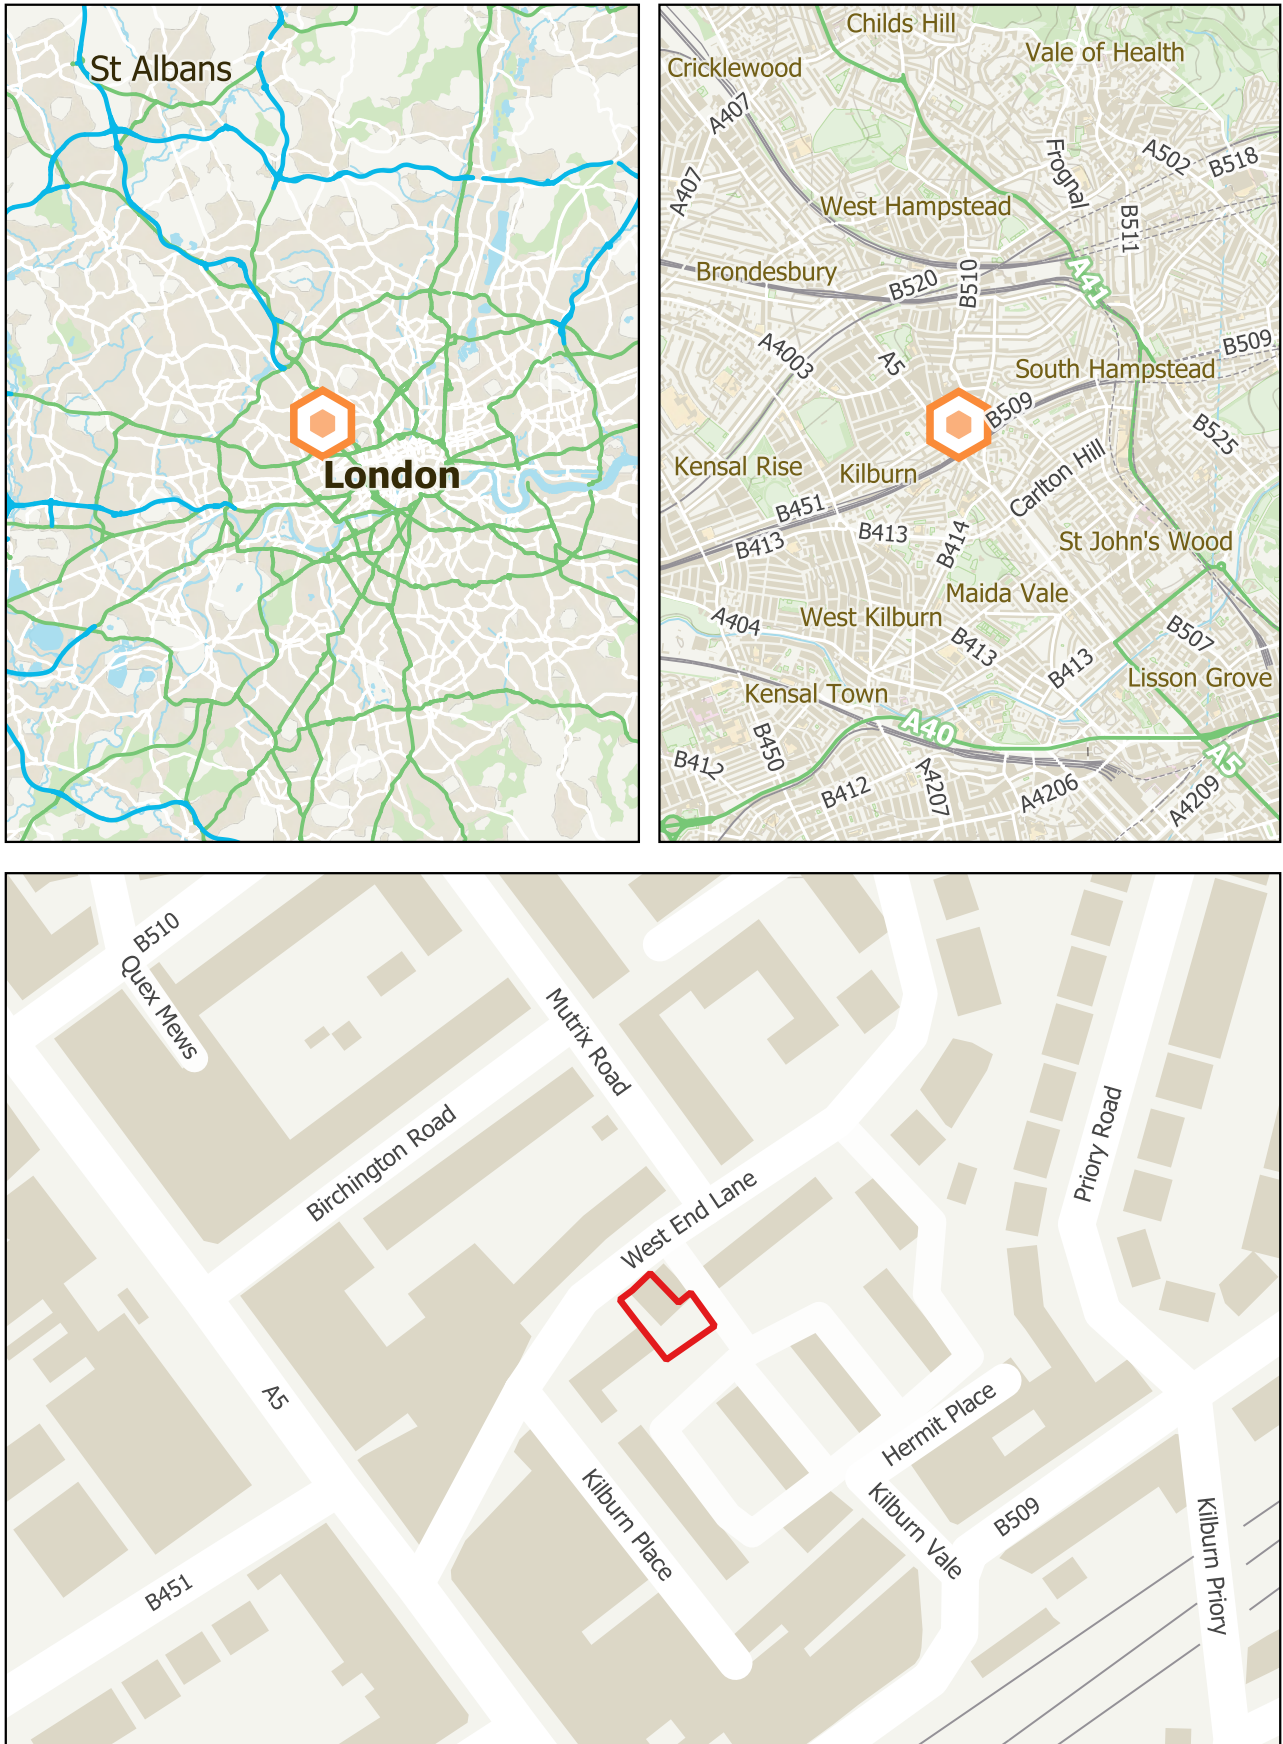 St Albans
London
Childs Hill
Vale of Health
Cricklewood
A407
Frognal
A502
B518
A407
West Hampstead
B511
Brondesbury
B520
B510
A41
A4003
A5
B509
South Hampstead
B509
B525
Kensal Rise
Kilburn
Carlton Hill
B451
B413
B413
B414
St John's Wood
Maida Vale
A404
West Kilburn
B413
B507
B413
Lisson Grove
Kensal Town
A40
B450
A5
B412
B412
A4207
A4206
A4209
B510
Quex Mews
Mutrix Road
Birchington Road
Priory Road
West End Lane
A5
Hermit Place
Kilburn Place
Kilburn Vale
B509
Kilburn Priory
B451